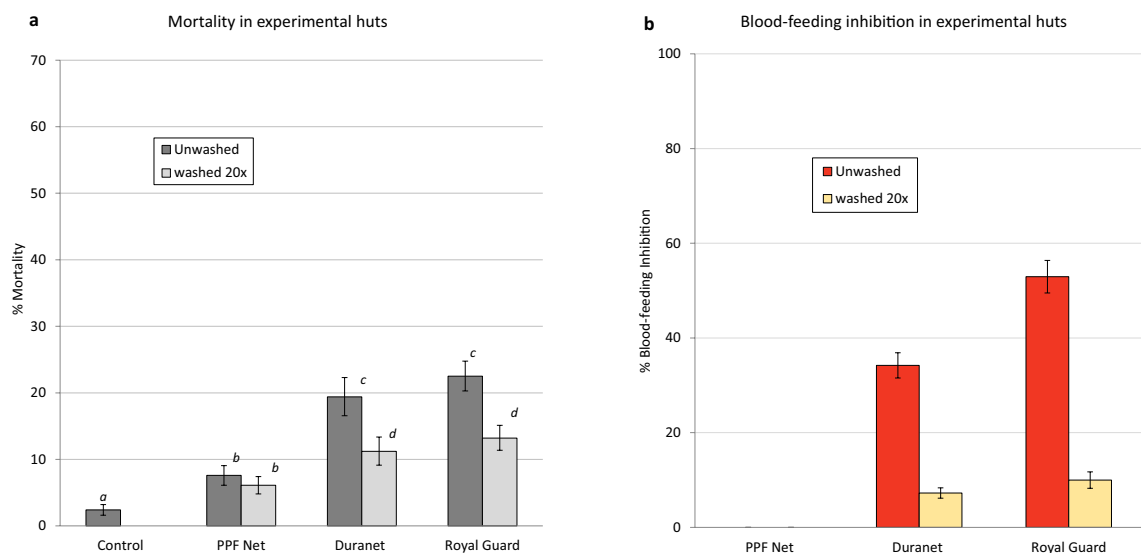 a
Mortality in experimental huts
70
60
50
40
30
20
10
0
% Mortality
Unwashed
washed 20x
a
b
b
c
d
c
d
Control
PPF Net
Duranet
Royal Guard
b
Blood-feeding inhibition in experimental huts
100
80
60
40
20
0
% Blood-feeding Inhibition
Unwashed
washed 20x
PPF Net
Duranet
Royal Guard